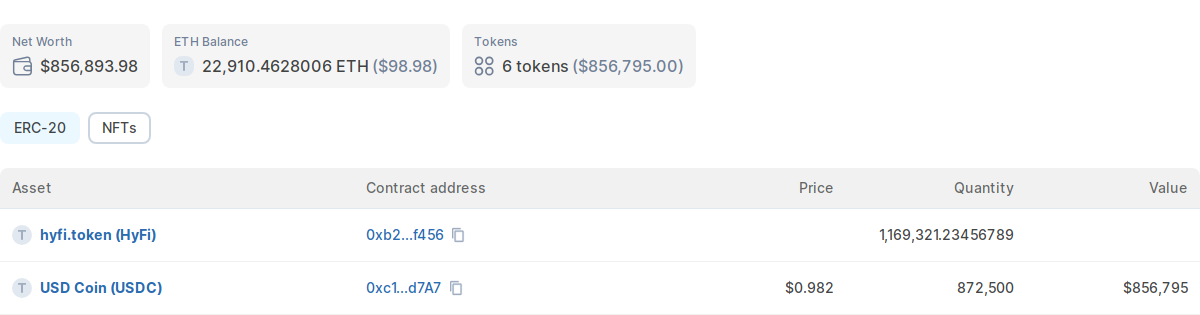 Net Worth
$856,893.98
ETH Balance
T 22,910.4628006 ETH ($98.98)
Tokens
6 tokens ($856,795.00)
ERC-20 NFTs
Asset Contract address Price Quantity Value
T hyfi.token (HyFi) 0xb2...f456 1,169,321.23456789
T USD Coin (USDC) 0xc1...d7A7 $0.982 872,500 $856,795